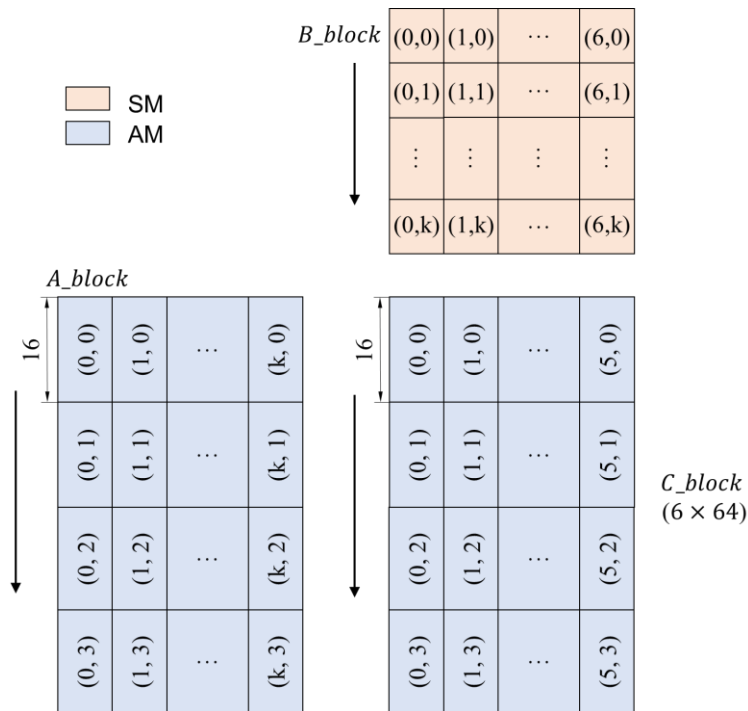 B_block (0,0) (1,0) ... (6,0)
SM
(0,1) (1,1) ... (6,1)
AM
⋮ ⋮ ⋮ ⋮
(0,k) (1,k) ... (6,k)
A_block
16 (0, 0) (1, 0) ... (k, 0)
(0, 1) (1, 1) ... (k, 1)
(0, 2) (1, 2) ... (k, 2)
(0, 3) (1, 3) ... (k, 3)
16 (0, 0) (1, 0) ... (5, 0)
(0, 1) (1, 1) ... (5, 1)
(0, 2) (1, 2) ... (5, 2)
(0, 3) (1, 3) ... (5, 3)
C_block
(6 × 64)